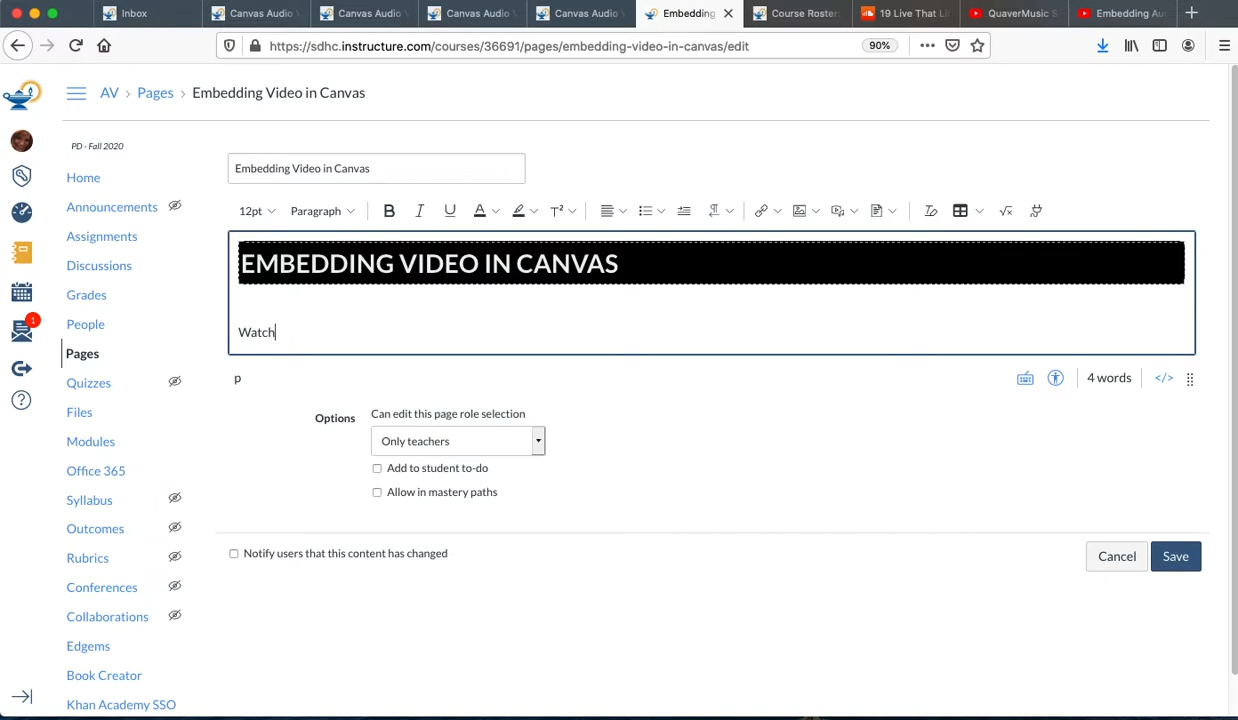 Inbox
Canvas Audio
Canvas Audio
Canvas Audio
Canvas Audio
Embedding
Course Roster
19 Live That Li
QuaverMusic S
Embedding Au
https://sdhc.instructure.com/courses/36691/pages/embedding-video-in-canvas/edit
90%
AV > Pages > Embedding Video in Canvas
PD - Fall 2020
Home
Announcements
Assignments
Discussions
Grades
People
1
Pages
Quizzes
Files
Modules
Office 365
Syllabus
Outcomes
Rubrics
Conferences
Collaborations
Edgems
Book Creator
Khan Academy SSO
Embedding Video in Canvas
12pt Paragraph B I U A T²
EMBEDDING VIDEO IN CANVAS
Watch
p
4 words
</>
Options
Can edit this page role selection
Only teachers
Add to student to-do
Allow in mastery paths
Notify users that this content has changed
Cancel
Save